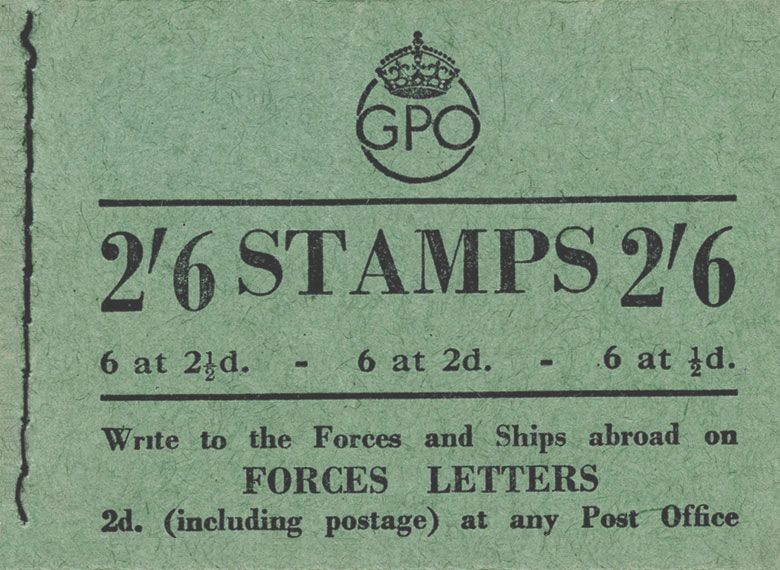 GPO
2'6 STAMPS 2'6
6 at 2½d. - 6 at 2d. - 6 at ½d.
Write to the Forces and Ships abroad on
FORCES LETTERS
2d. (including postage) at any Post Office